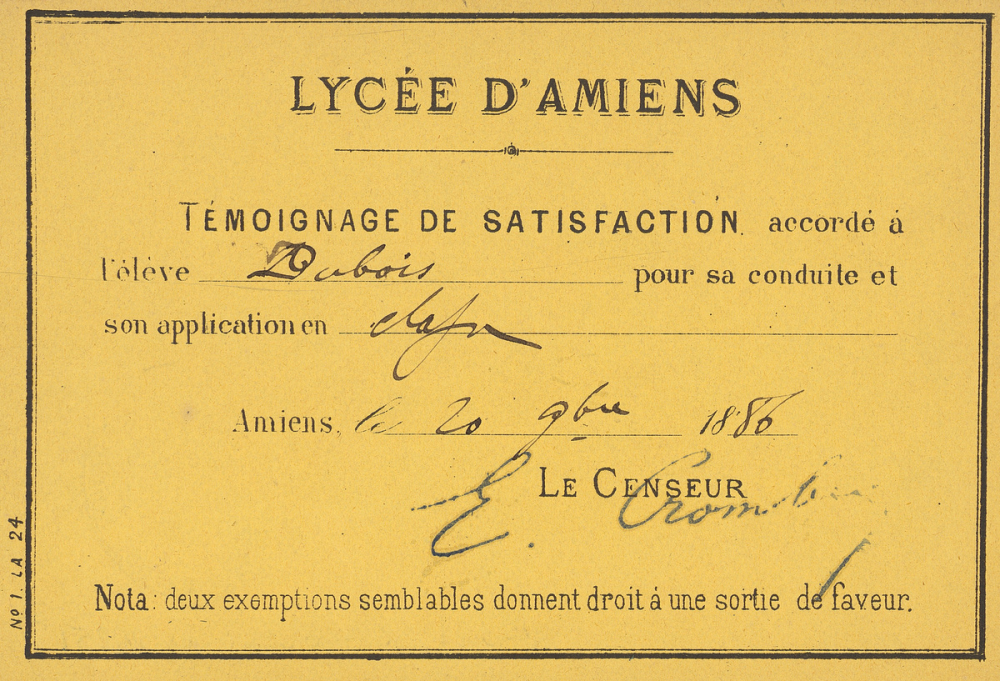 LYCÉE D'AMIENS
TÉMOIGNAGE DE SATISFACTION accordé à
l'élève Dubois pour sa conduite et
son application en classe
Amiens, le 20 9bre 1886
LE CENSEUR
E.
Nota: deux exemptions semblables donnent droit à une sortie de faveur.
Nº 1. LA 24